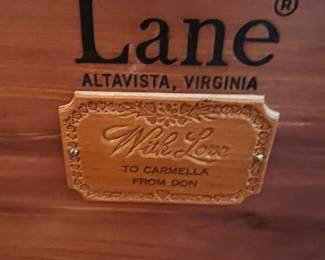 Lane®
ALTAVISTA, VIRGINIA
With Love
TO CARMELLA
FROM DON